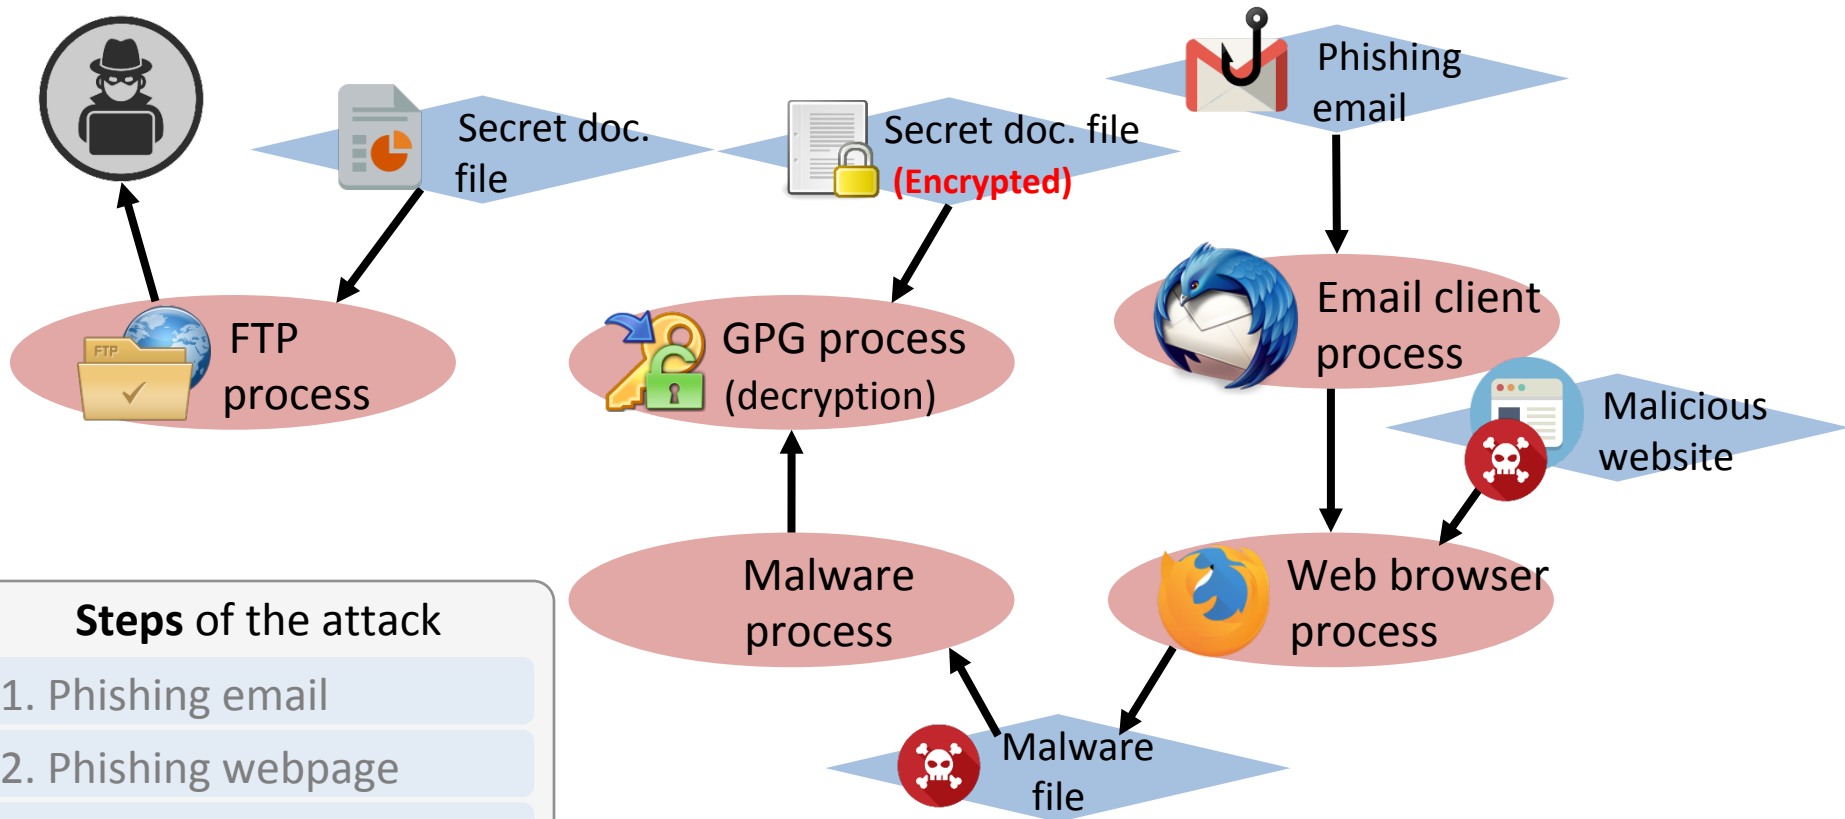 Phishing
email
Secret doc.
file
Secret doc. file
(Encrypted)
Email client
process
FTP
FTP
process
GPG process
(decryption)
Malicious
website
Malware
process
Web browser
process
Steps of the attack
1. Phishing email
2. Phishing webpage
Malware
file